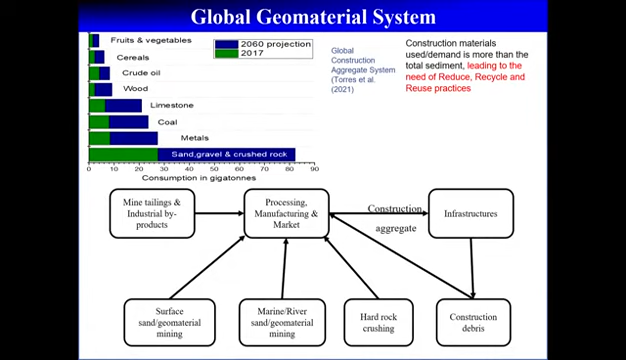 Global Geomaterial System
Fruits & vegetables
Cereals
Crude oil
Wood
Limestone
Coal
Metals
Sand,gravel & crushed rock
2060 projection
2017
0 10 20 30 40 50 60 70 80 90
Consumption in gigatonnes
Global
Construction
Aggregate System
(Torres et al.
(2021)
Construction materials
used/demand is more than the
total sediment, leading to the
need of Reduce, Recycle and
Reuse practices
Mine tailings &
Industrial by-
products
Processing,
Manufacturing &
Market
Construction
aggregate
Infrastructures
Surface
sand/geomaterial
mining
Marine/River
sand/geomaterial
mining
Hard rock
crushing
Construction
debris